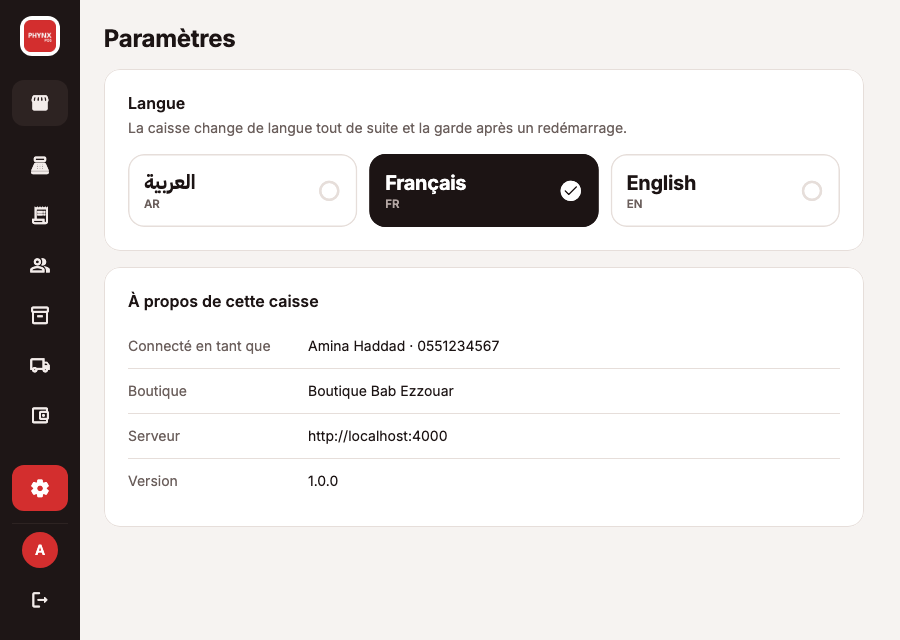 PHYNX
POS
Paramètres
Langue
La caisse change de langue tout de suite et la garde après un redémarrage.
العربية
AR
Français
FR
English
EN
À propos de cette caisse
Connecté en tant que Amina Haddad · 0551234567
Boutique Boutique Bab Ezzouar
Serveur http://localhost:4000
Version 1.0.0
A